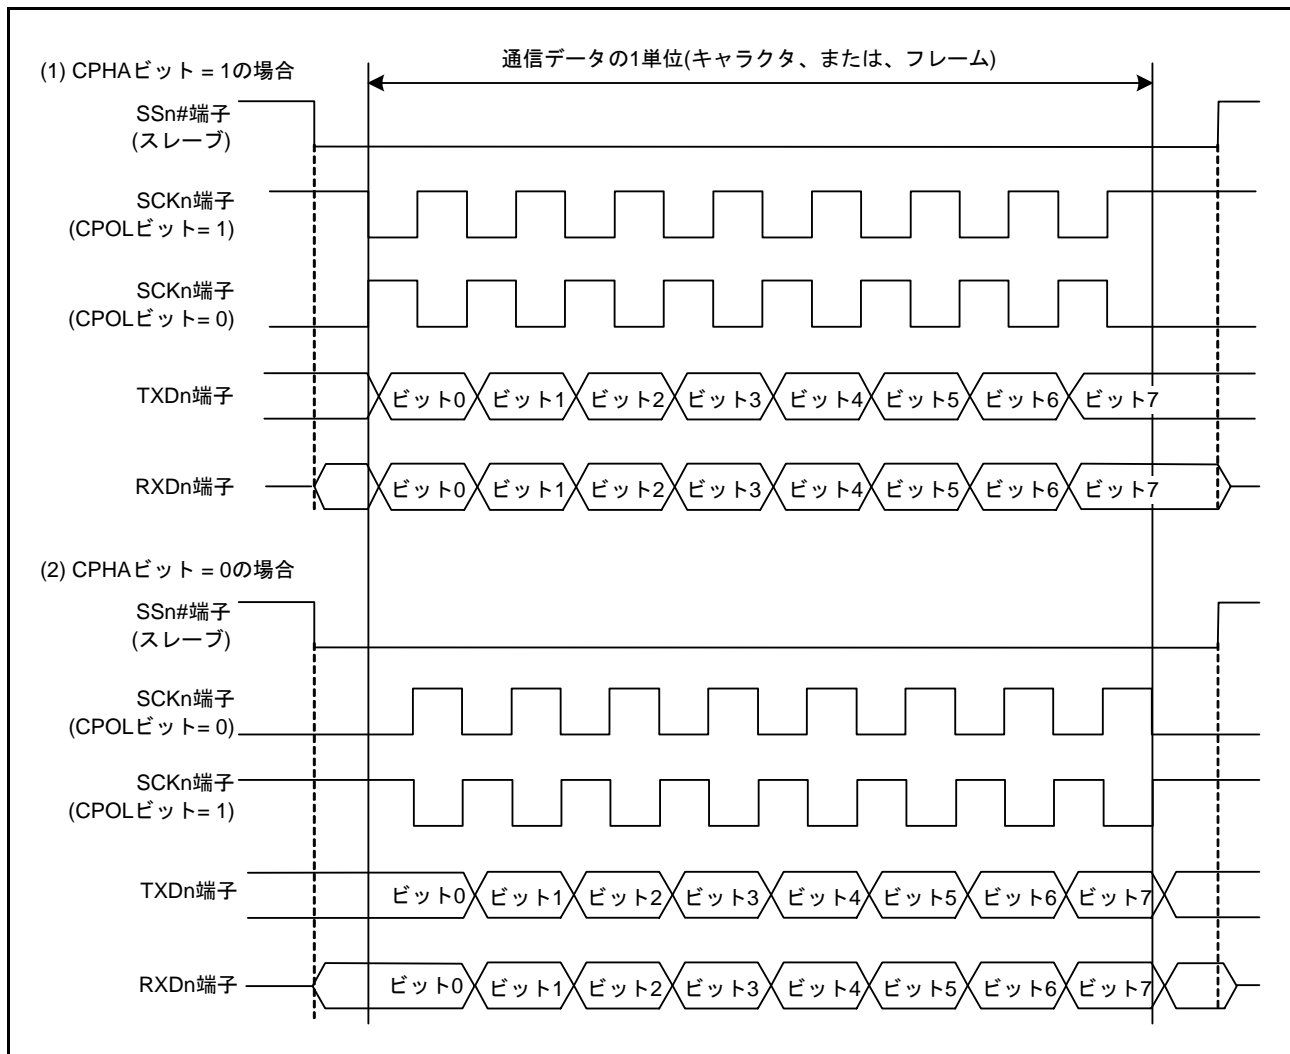 通信データの1単位(キャラクタ、または、フレーム)
(1) CPHAビット = 1の場合
SSn#端子
(スレーブ)
SCKn端子
(CPOLビット= 1)
SCKn端子
(CPOLビット= 0)
TXDn端子
ビット0 ビット1 ビット2 ビット3 ビット4 ビット5 ビット6 ビット7
RXDn端子
ビット0 ビット1 ビット2 ビット3 ビット4 ビット5 ビット6 ビット7
(2) CPHAビット = 0の場合
SSn#端子
(スレーブ)
SCKn端子
(CPOLビット= 0)
SCKn端子
(CPOLビット= 1)
TXDn端子
ビット0 ビット1 ビット2 ビット3 ビット4 ビット5 ビット6 ビット7
RXDn端子
ビット0 ビット1 ビット2 ビット3 ビット4 ビット5 ビット6 ビット7